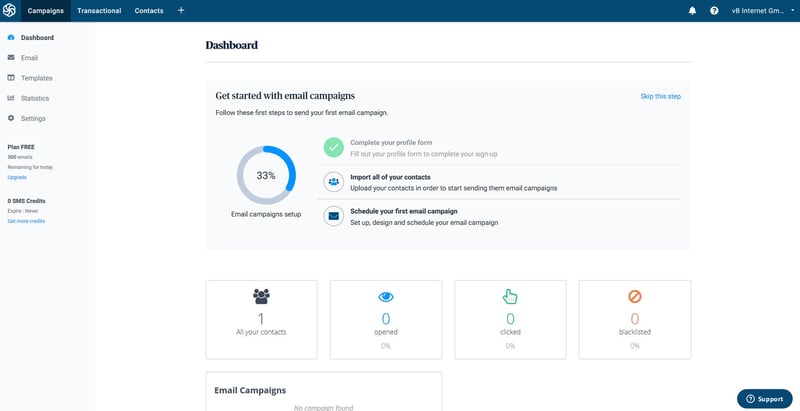 Campaigns
Transactional
Contacts
vB Internet Gm...
Dashboard
Email
Templates
Statistics
Settings
Plan FREE
300 emails
Remaining for today
Upgrade
0 SMS Credits
Expire : Never
Get more credits
Dashboard
Get started with email campaigns
Skip this step
Follow these first steps to send your first email campaign.
33%
Email campaigns setup
Complete your profile form
Fill out your profile form to complete your sign-up
Import all of your contacts
Upload your contacts in order to start sending them email campaigns
Schedule your first email campaign
Set up, design and schedule your email campaign
1
All your contacts
0
opened
0%
0
clicked
0%
0
blacklisted
0%
Email Campaigns
No campaign found
Support